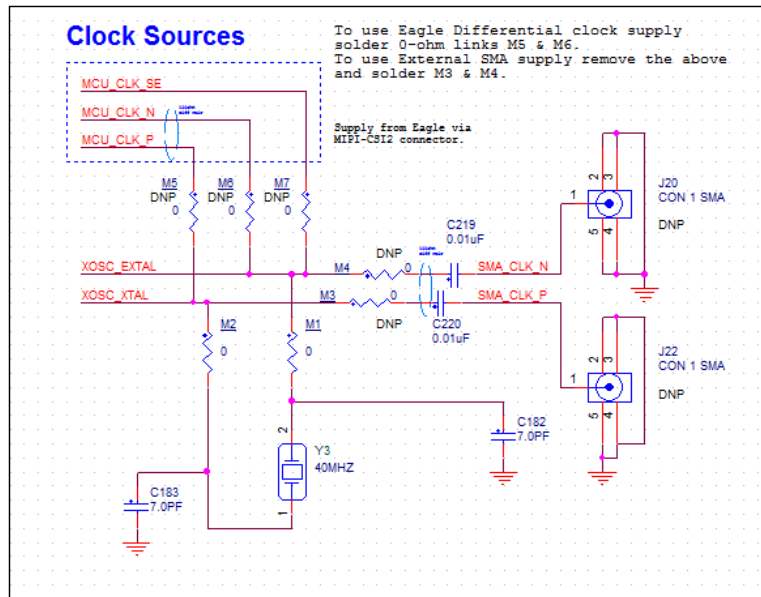 Clock Sources
To use Eagle Differential clock supply
solder 0-ohm links M5 & M6.
To use External SMA supply remove the above
and solder M3 & M4.
MCU_CLK_SE
MCU_CLK_N
MCU_CLK_P
Supply from Eagle via
MIPI-CSI2 connector.
M5
DNP
0
M6
DNP
0
M7
DNP
0
XOSC_EXTAL
XOSC_XTAL
M4
DNP
0
C219
0.01uF
SMA_CLK_N
M3
0
DNP
C220
0.01uF
SMA_CLK_P
2
3
1
5
4
J20
CON 1 SMA
DNP
2
3
1
5
4
J22
CON 1 SMA
DNP
M2
0
M1
0
2
Y3
40MHZ
1
C182
7.0PF
C183
7.0PF